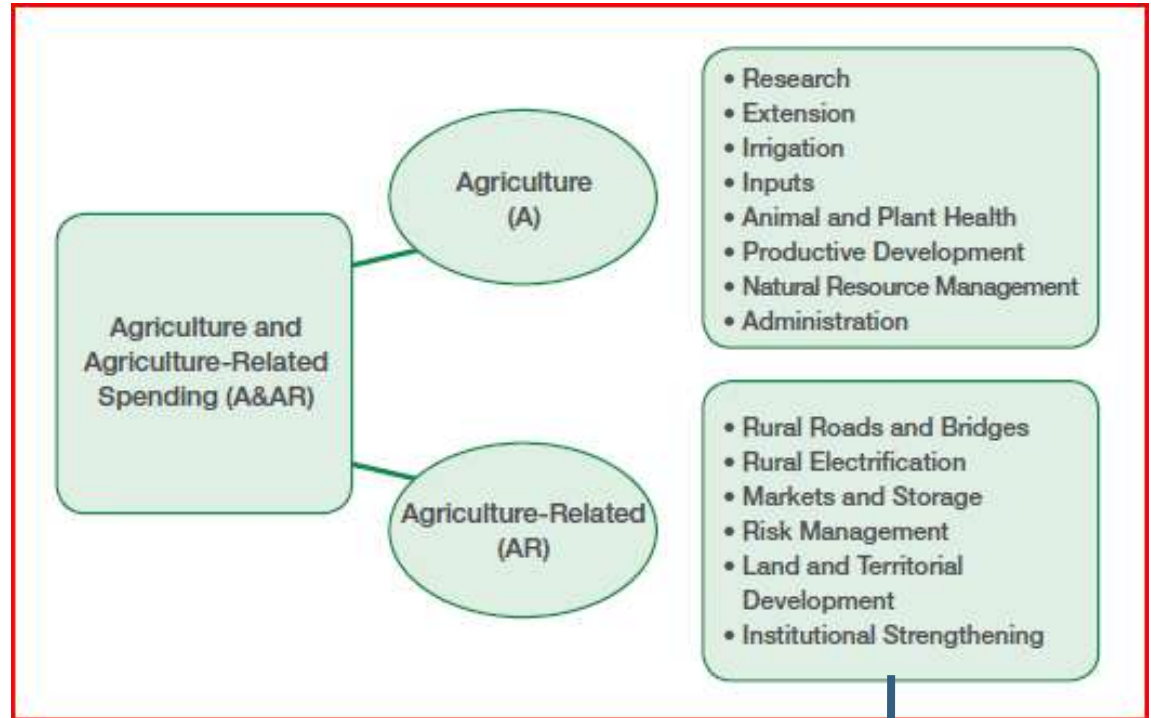 Agriculture and
Agriculture-Related
Spending (A&AR)
Agriculture
(A)
• Research
• Extension
• Irrigation
• Inputs
• Animal and Plant Health
• Productive Development
• Natural Resource Management
• Administration
Agriculture-Related
(AR)
• Rural Roads and Bridges
• Rural Electrification
• Markets and Storage
• Risk Management
• Land and Territorial
Development
• Institutional Strengthening